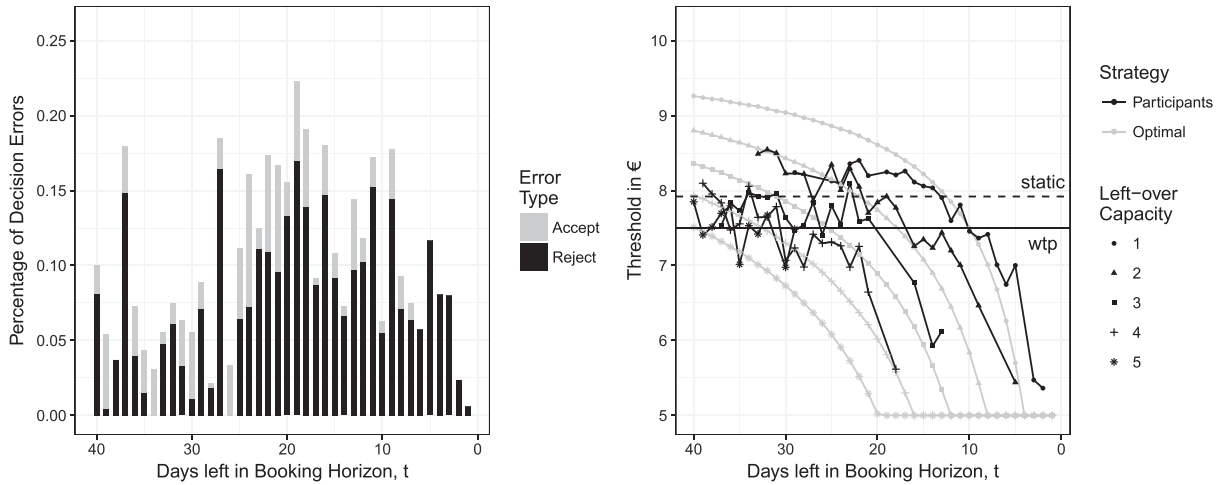 Percentage of Decision Errors
0.25
0.20
0.15
0.10
0.05
0.00
40
30
20
10
0
Days left in Booking Horizon, t
Error
Type
Accept
Reject
Threshold in €
10
9
8
7
6
5
static
wtp
40
30
20
10
0
Days left in Booking Horizon, t
Strategy
Participants
Optimal
Left−over
Capacity
1
2
3
4
5